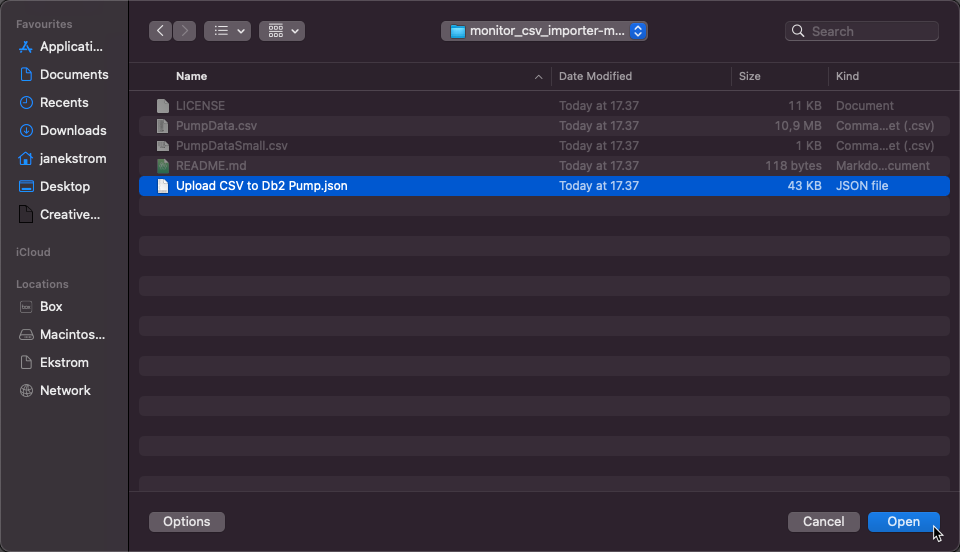 Favourites
Applicati...
Documents
Recents
Downloads
janekstrom
Desktop
Creative...
iCloud
Locations
Box
Macintos...
Ekstrom
Network
monitor_csv_importer-m...
Search
Name Date Modified Size Kind
LICENSE Today at 17.37 11 KB Document
PumpData.csv Today at 17.37 10,9 MB Comma...et (.csv)
PumpDataSmall.csv Today at 17.37 1 KB Comma...et (.csv)
README.md Today at 17.37 118 bytes Markdo...cument
Upload CSV to Db2 Pump.json Today at 17.37 43 KB JSON file
Options
Cancel
Open